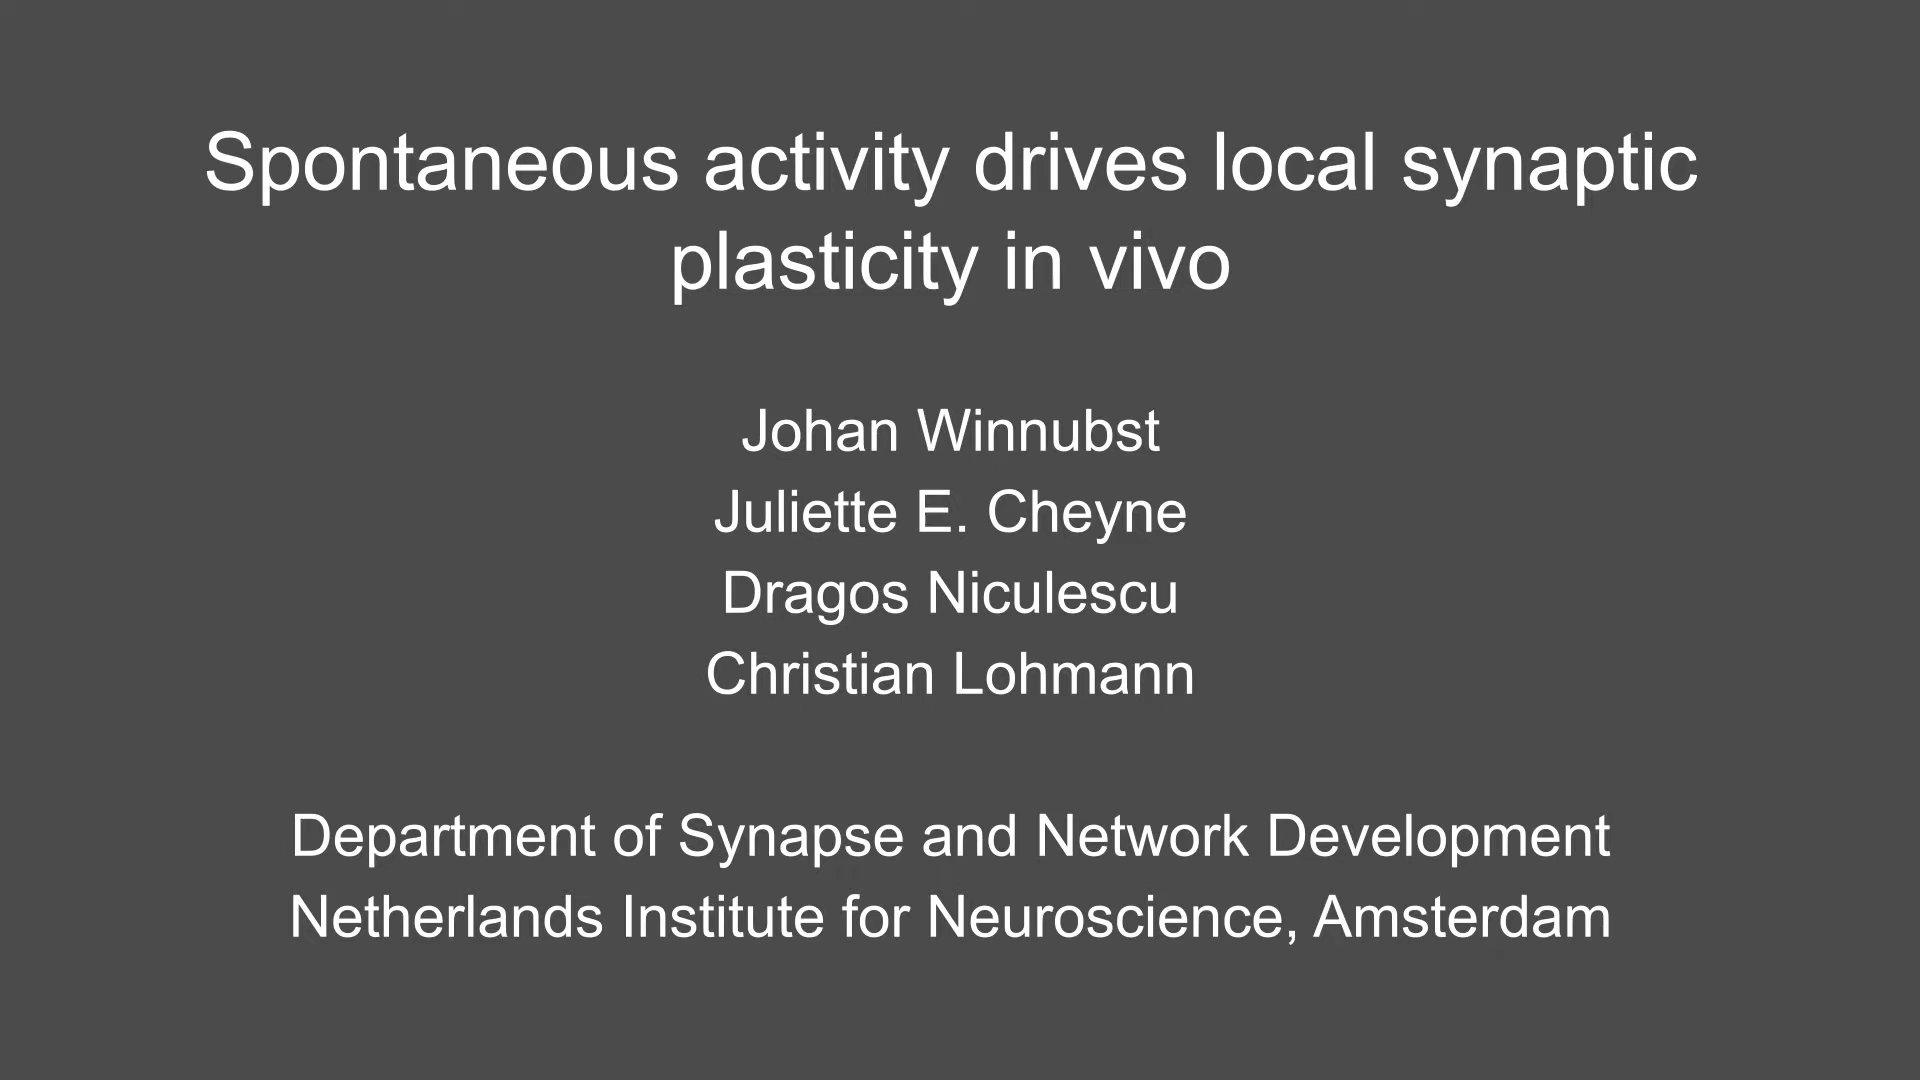 Spontaneous activity drives local synaptic
plasticity in vivo
Johan Winnubst
Juliette E. Cheyne
Dragos Niculescu
Christian Lohmann
Department of Synapse and Network Development
Netherlands Institute for Neuroscience, Amsterdam